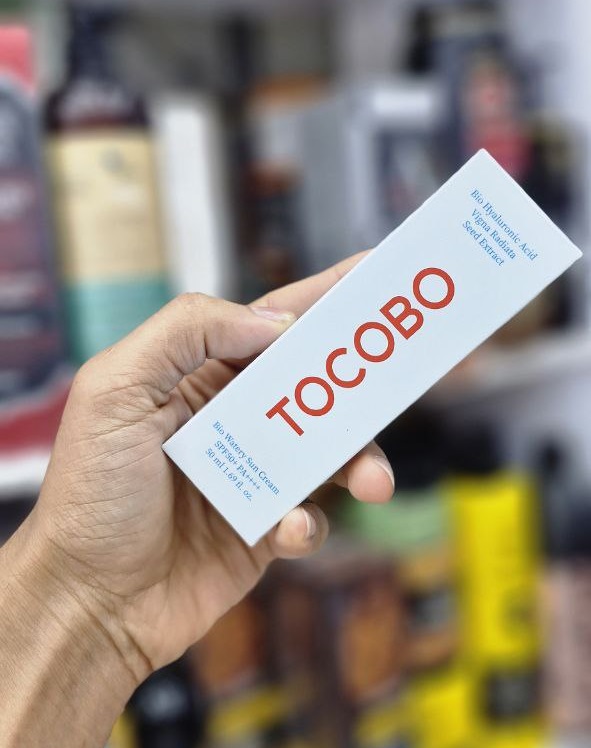 Bio Hyaluronic Acid
Vigna Radiata
Seed Extract
TOCOBO
Bio Watery Sun Cream
SPF50+ PA++++
50 ml 1.69 fl. oz.